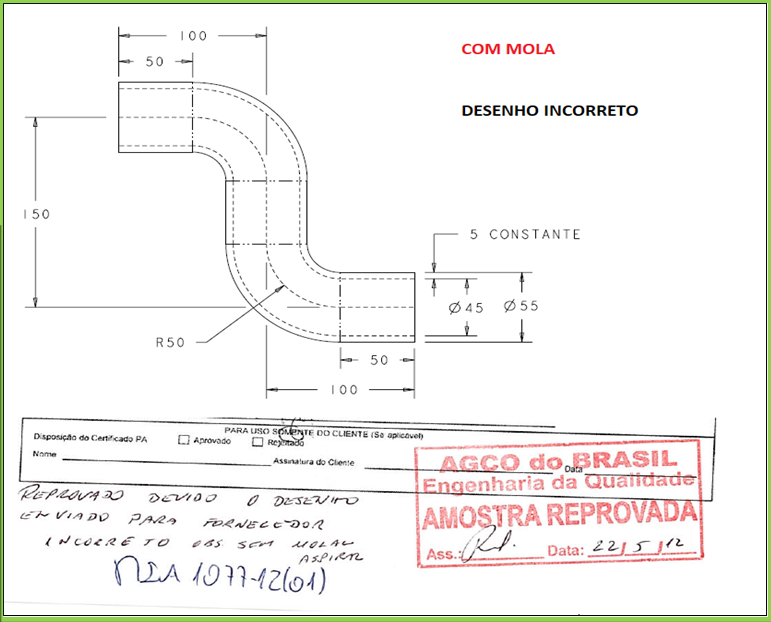 100
COM MOLA
50
DESENHO INCORRETO
150
5 CONSTANTE
Ø45
Ø55
R50
50
100
PARA USO SOMENTE DO CLIENTE (Se aplicável)
Disposição do Certificado PA
Aprovado
Rejeitado
Nome
Assinatura do Cliente
Data
AGCO do BRASIL
Engenharia da Qualidade
AMOSTRA REPROVADA
Ass.:
Data: 22/5/12
REPROVADO DEVIDO O DESENHO
ENVIADO PARA FORNECEDOR
INCORRETO OBS SEM MOLA
ASPIRAL
1077-12(01)